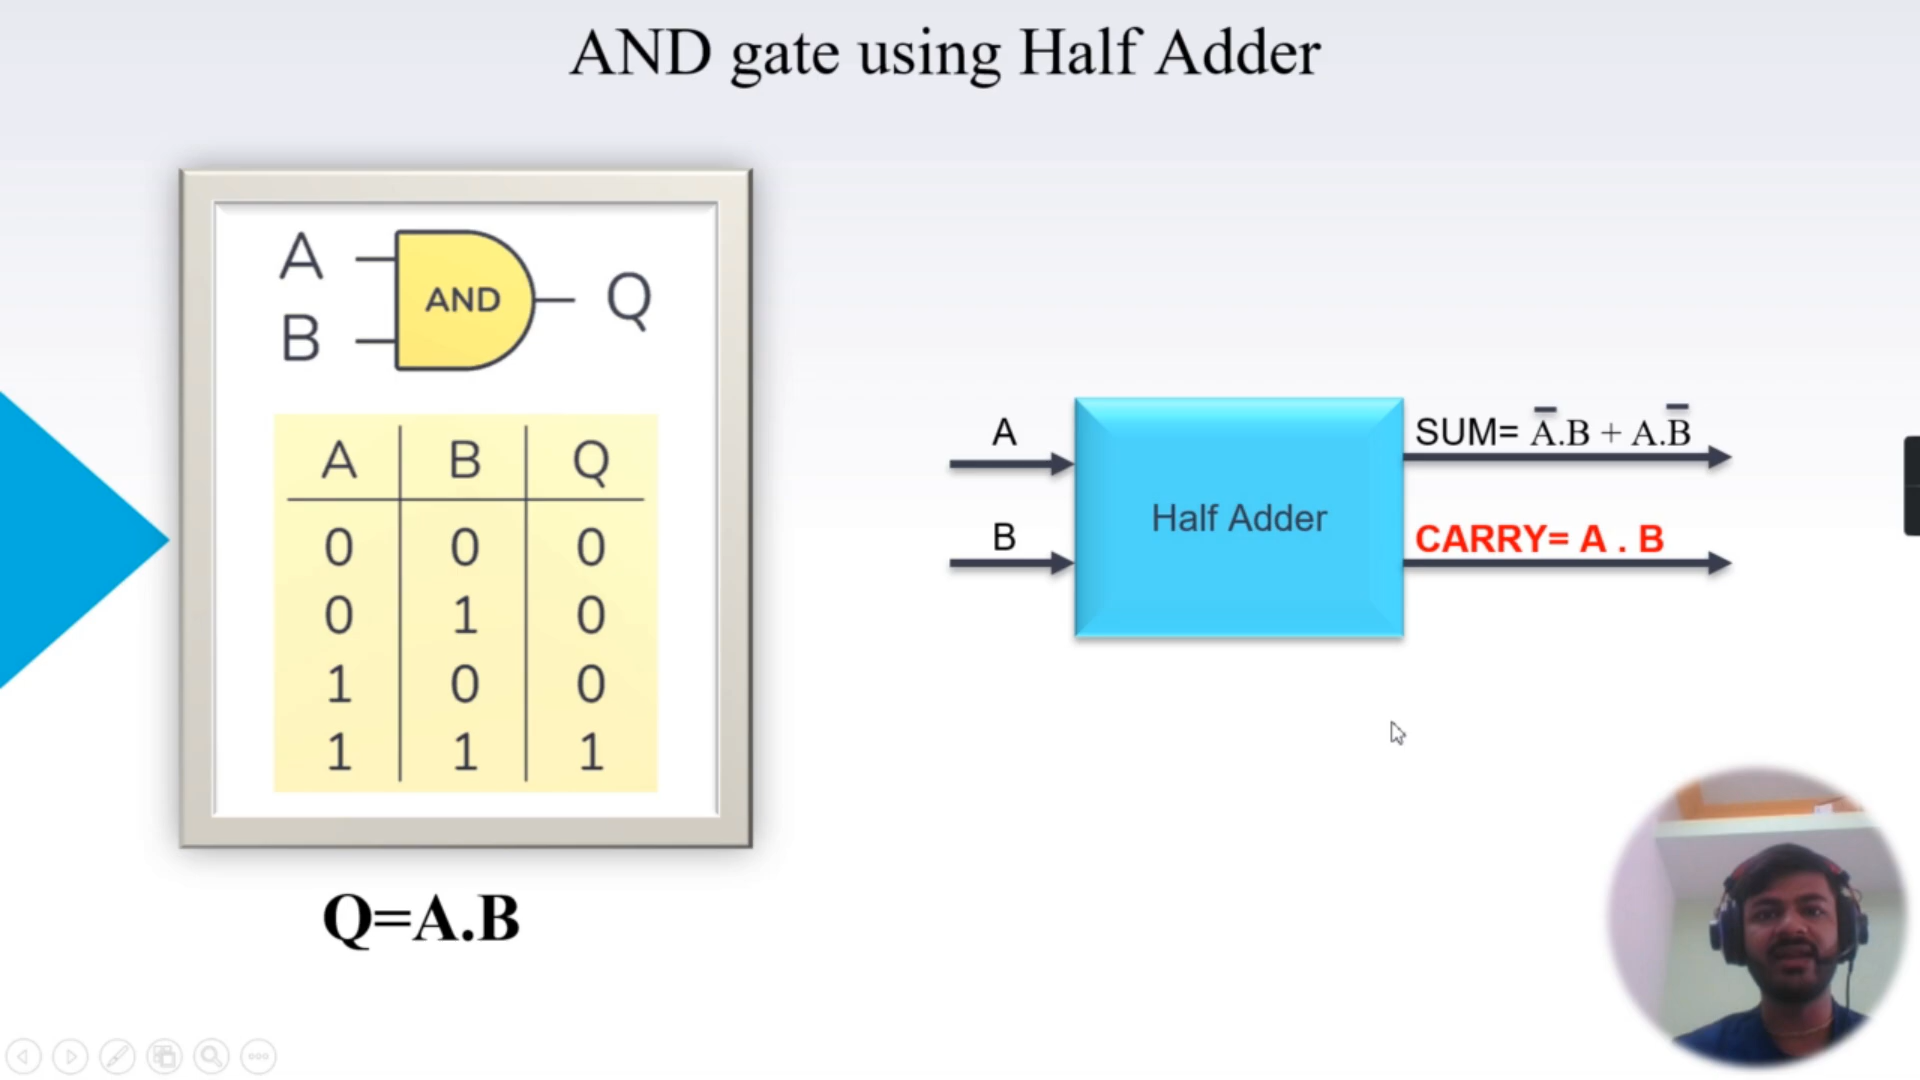 AND gate using Half Adder
A
B
AND
Q
A B Q
0 0 0
0 1 0
1 0 0
1 1 1
Q=A.B
A
B
Half Adder
SUM= A̅.B + A.B̅
CARRY= A . B